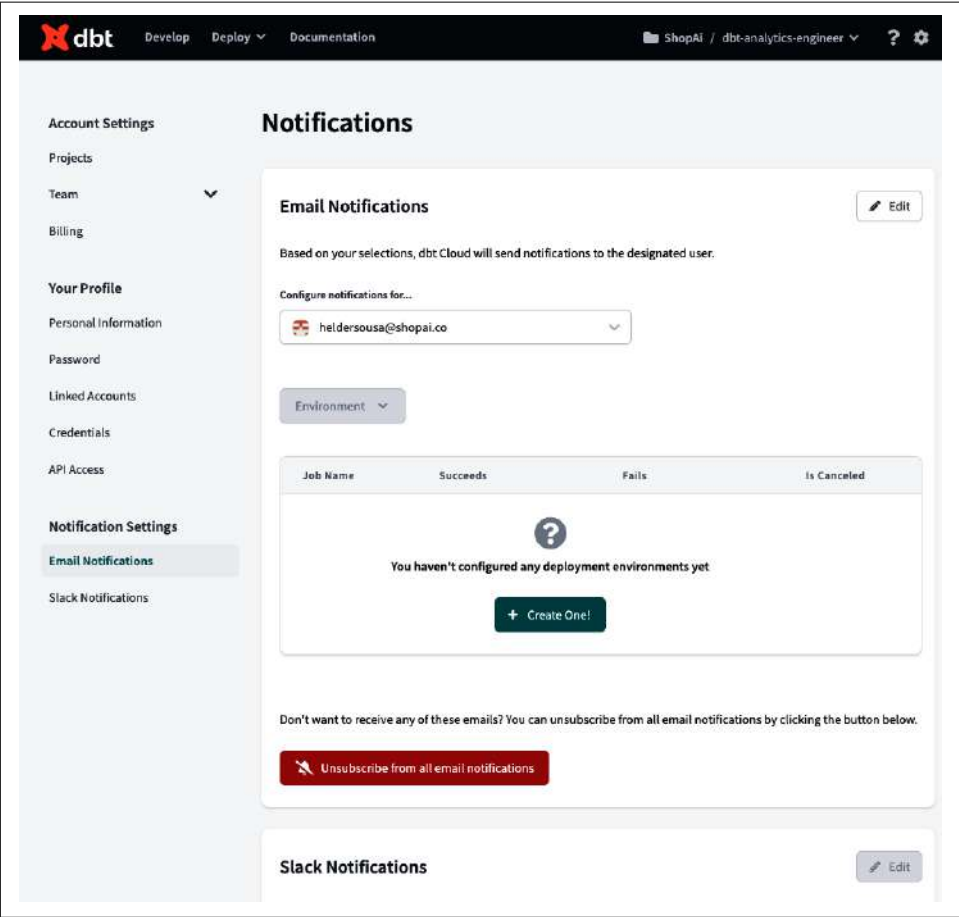 dbt Develop Deploy Documentation ShopAi / dbt-analytics-engineer ?
Account Settings
Projects
Team
Billing
Your Profile
Personal Information
Password
Linked Accounts
Credentials
API Access
Notification Settings
Email Notifications
Slack Notifications
Notifications
Email Notifications
Edit
Based on your selections, dbt Cloud will send notifications to the designated user.
Configure notifications for...
heldersousa@shopai.co
Environment
Job Name Succeeds Fails Is Canceled
?
You haven't configured any deployment environments yet
+ Create One!
Don't want to receive any of these emails? You can unsubscribe from all email notifications by clicking the button below.
Unsubscribe from all email notifications
Slack Notifications
Edit